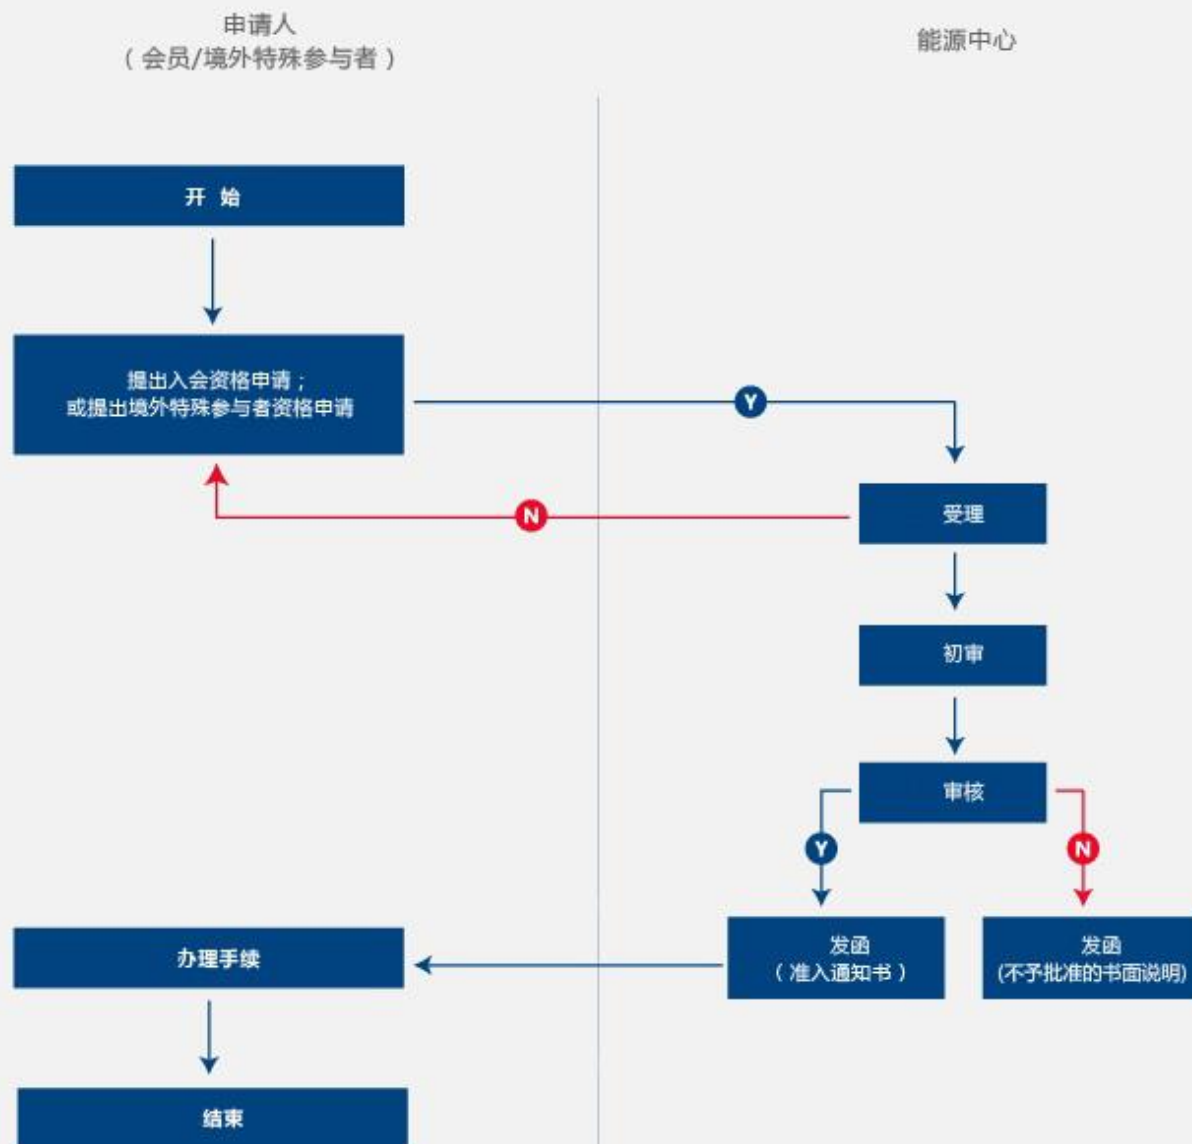 申请人
（会员/境外特殊参与者）
能源中心
开 始
提出入会资格申请；
或提出境外特殊参与者资格申请
Y
N
受理
初审
审核
Y
N
发函
（准入通知书）
发函
(不予批准的书面说明)
办理手续
结束